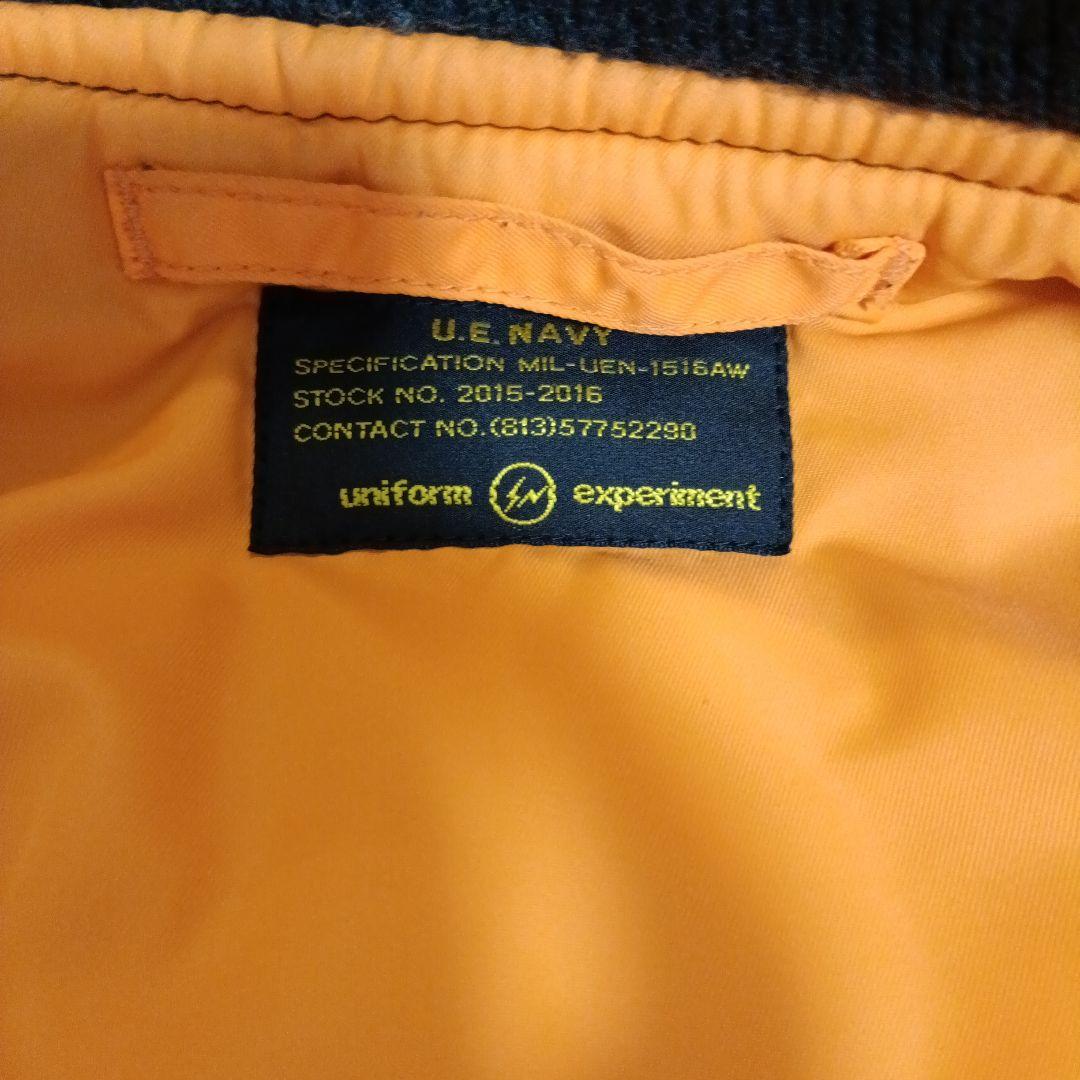 U.E. NAVY
SPECIFICATION MIL-UEN-1516AW
STOCK NO. 2015-2016
CONTACT NO.(813)57752290
uniform experiment